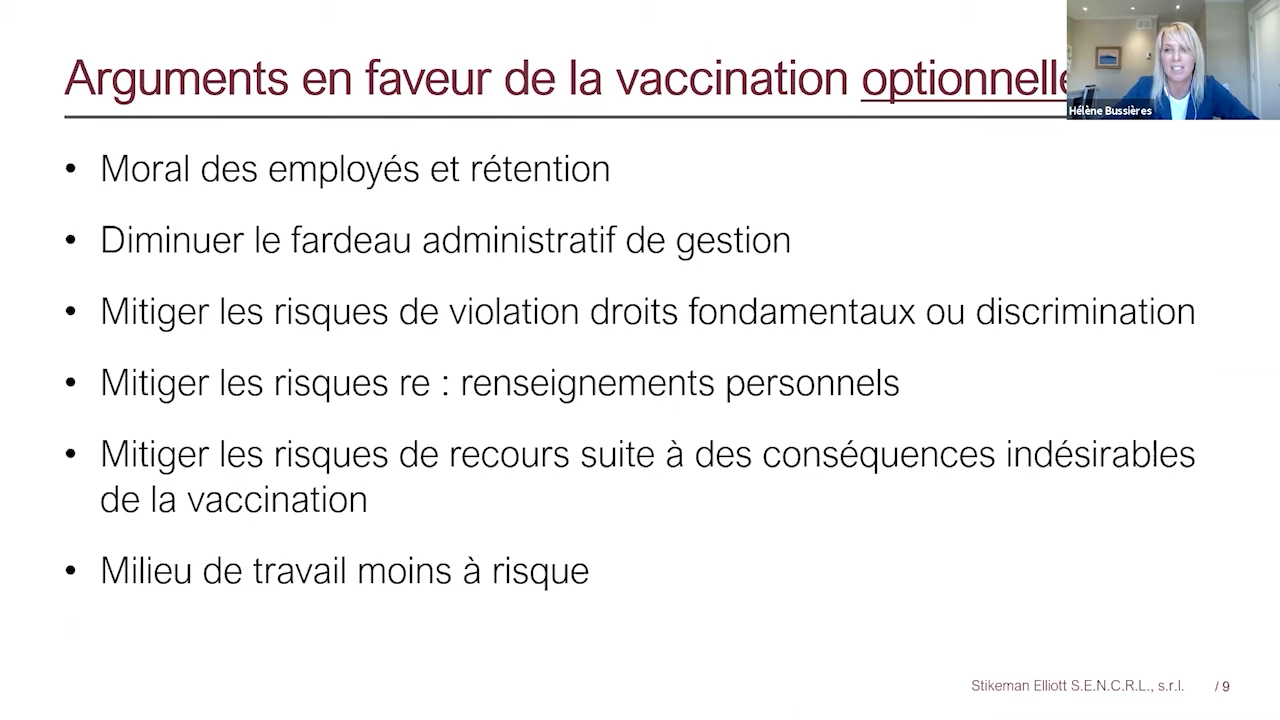 Arguments en faveur de la vaccination optionnelle
Hélène Bussières
• Moral des employés et rétention
• Diminuer le fardeau administratif de gestion
• Mitiger les risques de violation droits fondamentaux ou discrimination
• Mitiger les risques re : renseignements personnels
• Mitiger les risques de recours suite à des conséquences indésirables
de la vaccination
• Milieu de travail moins à risque
Stikeman Elliott S.E.N.C.R.L., s.r.l. / 9